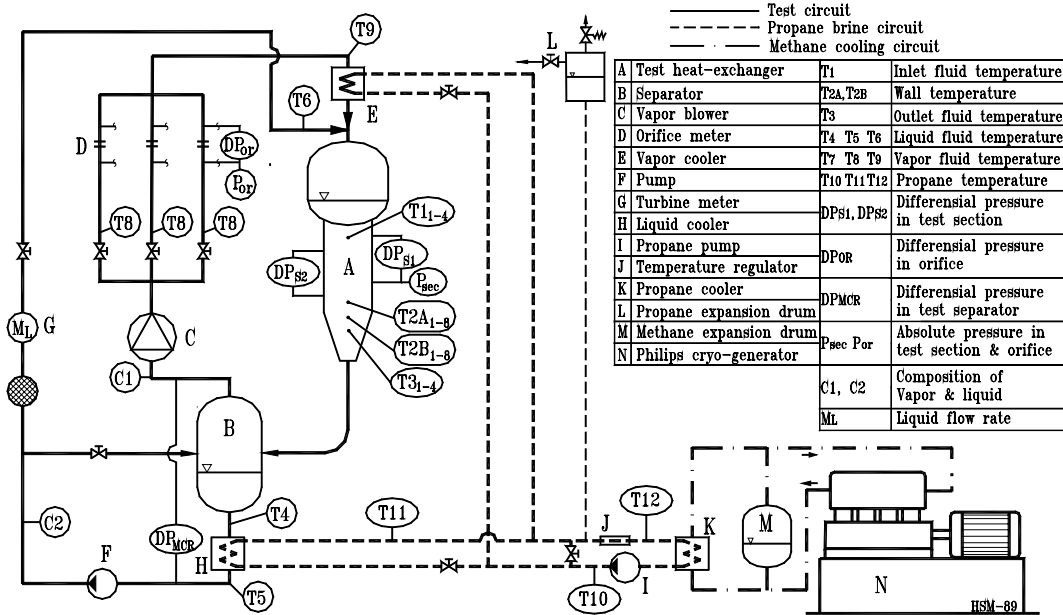 Test circuit
Propane brine circuit
Methane cooling circuit
A Test heat-exchanger T1 Inlet fluid temperature
B Separator T2A,T2B Wall temperature
C Vapor blower T3 Outlet fluid temperature
D Orifice meter T4 T5 T6 Liquid fluid temperature
E Vapor cooler T7 T8 T9 Vapor fluid temperature
F Pump T10 T11 T12 Propane temperature
G Turbine meter
H Liquid cooler
DPS1, DPS2 Differensial pressure
in test section
I Propane pump
J Temperature regulator
DPOR Differensial pressure
in orifice
K Propane cooler
L Propane expansion drum
DPMCR Differensial pressure
in test separator
M Methane expansion drum
N Philips cryo-generator
Psec Por Absolute pressure in
test section & orifice
C1, C2 Composition of
Vapor & liquid
ML Liquid flow rate
T9
L
T6
E
D
DPor
Por
T8 T8 T8
T11-4
DPS1
DPS2
A
Psec
T2A1-8
T2B1-8
T31-4
ML G
C
C1
B
C2
T4
DPMCR
F
H
T5
T11
T10
J
T12
I
K
M
N
HSM-89